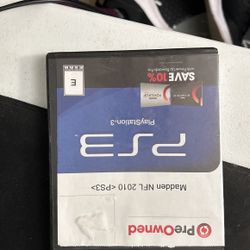 PreOwned
Madden NFL 2010 <PS3>
PS3
PlayStation.3
SAVE 10%
E